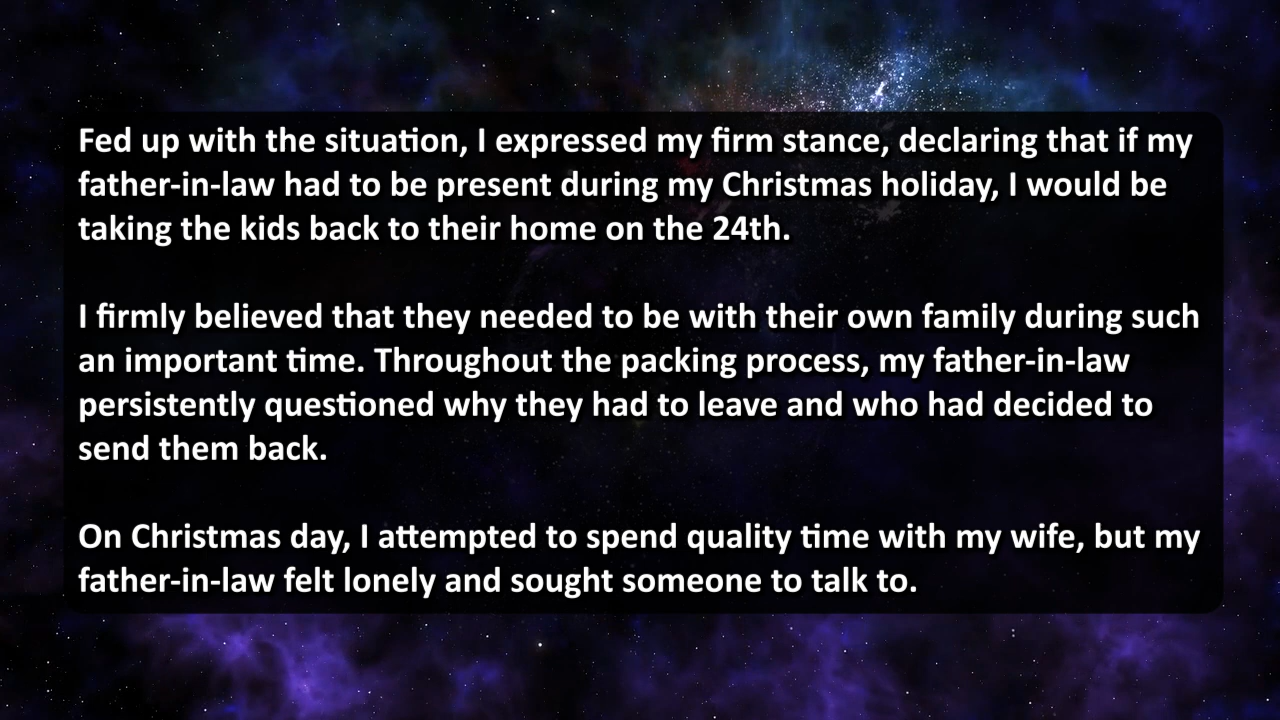 Fed up with the situation, I expressed my firm stance, declaring that if my
father-in-law had to be present during my Christmas holiday, I would be
taking the kids back to their home on the 24th.
I firmly believed that they needed to be with their own family during such
an important time. Throughout the packing process, my father-in-law
persistently questioned why they had to leave and who had decided to
send them back.
On Christmas day, I attempted to spend quality time with my wife, but my
father-in-law felt lonely and sought someone to talk to.